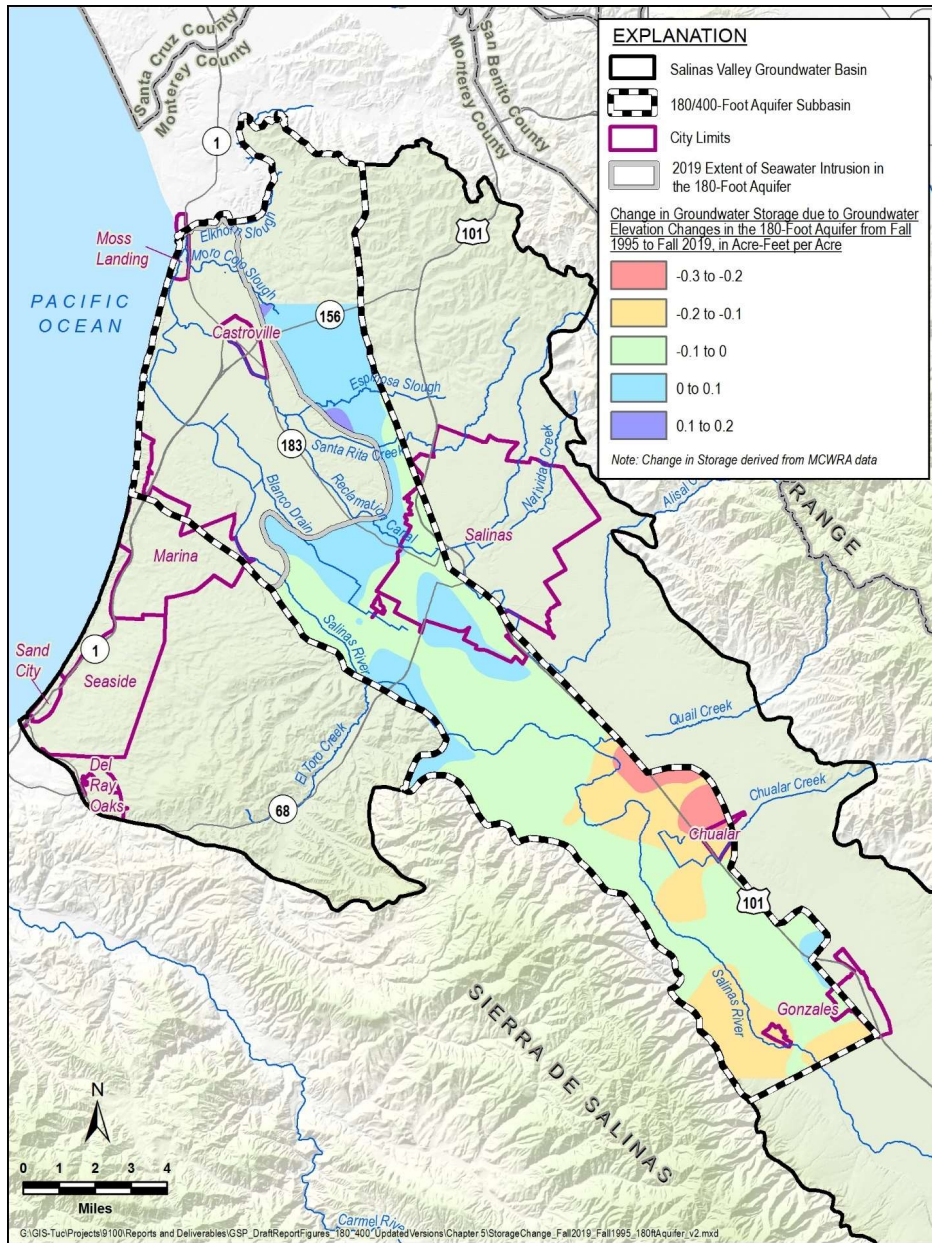 Santa Cruz County
Monterey County
San Benito County
Monterey County
EXPLANATION
Salinas Valley Groundwater Basin
180/400-Foot Aquifer Subbasin
City Limits
2019 Extent of Seawater Intrusion in
the 180-Foot Aquifer
Change in Groundwater Storage due to Groundwater
Elevation Changes in the 180-Foot Aquifer from Fall
1995 to Fall 2019, in Acre-Feet per Acre
-0.3 to -0.2
-0.2 to -0.1
-0.1 to 0
0 to 0.1
0.1 to 0.2
Note: Change in Storage derived from MCWRA data
1
101
Elkhorn Slough
Moss
Landing
Moro Cojo Slough
PACIFIC
OCEAN
156
Castroville
Espinosa Slough
183
Santa Rita Creek
Natividad Creek
Reclamation Canal
Blanco Drain
Alisal C
RANGE
Salinas
Marina
Salinas River
Sand
City
1
Seaside
Quail Creek
El Toro Creek
Del
Ray
Oaks
68
Chualar Creek
Chualar
101
Salinas River
Gonzales
SIERRA DE SALINAS
N
0 1 2 3 4
Miles
Carmel Rive
G:\GIS-Tuc\Projects\9100\Reports and Deliverables\GSP_DraftReportFigures_180_400_UpdatedVersions\Chapter 5\StorageChange_Fall2019_Fall1995_180ftAquifer_v2.mxd